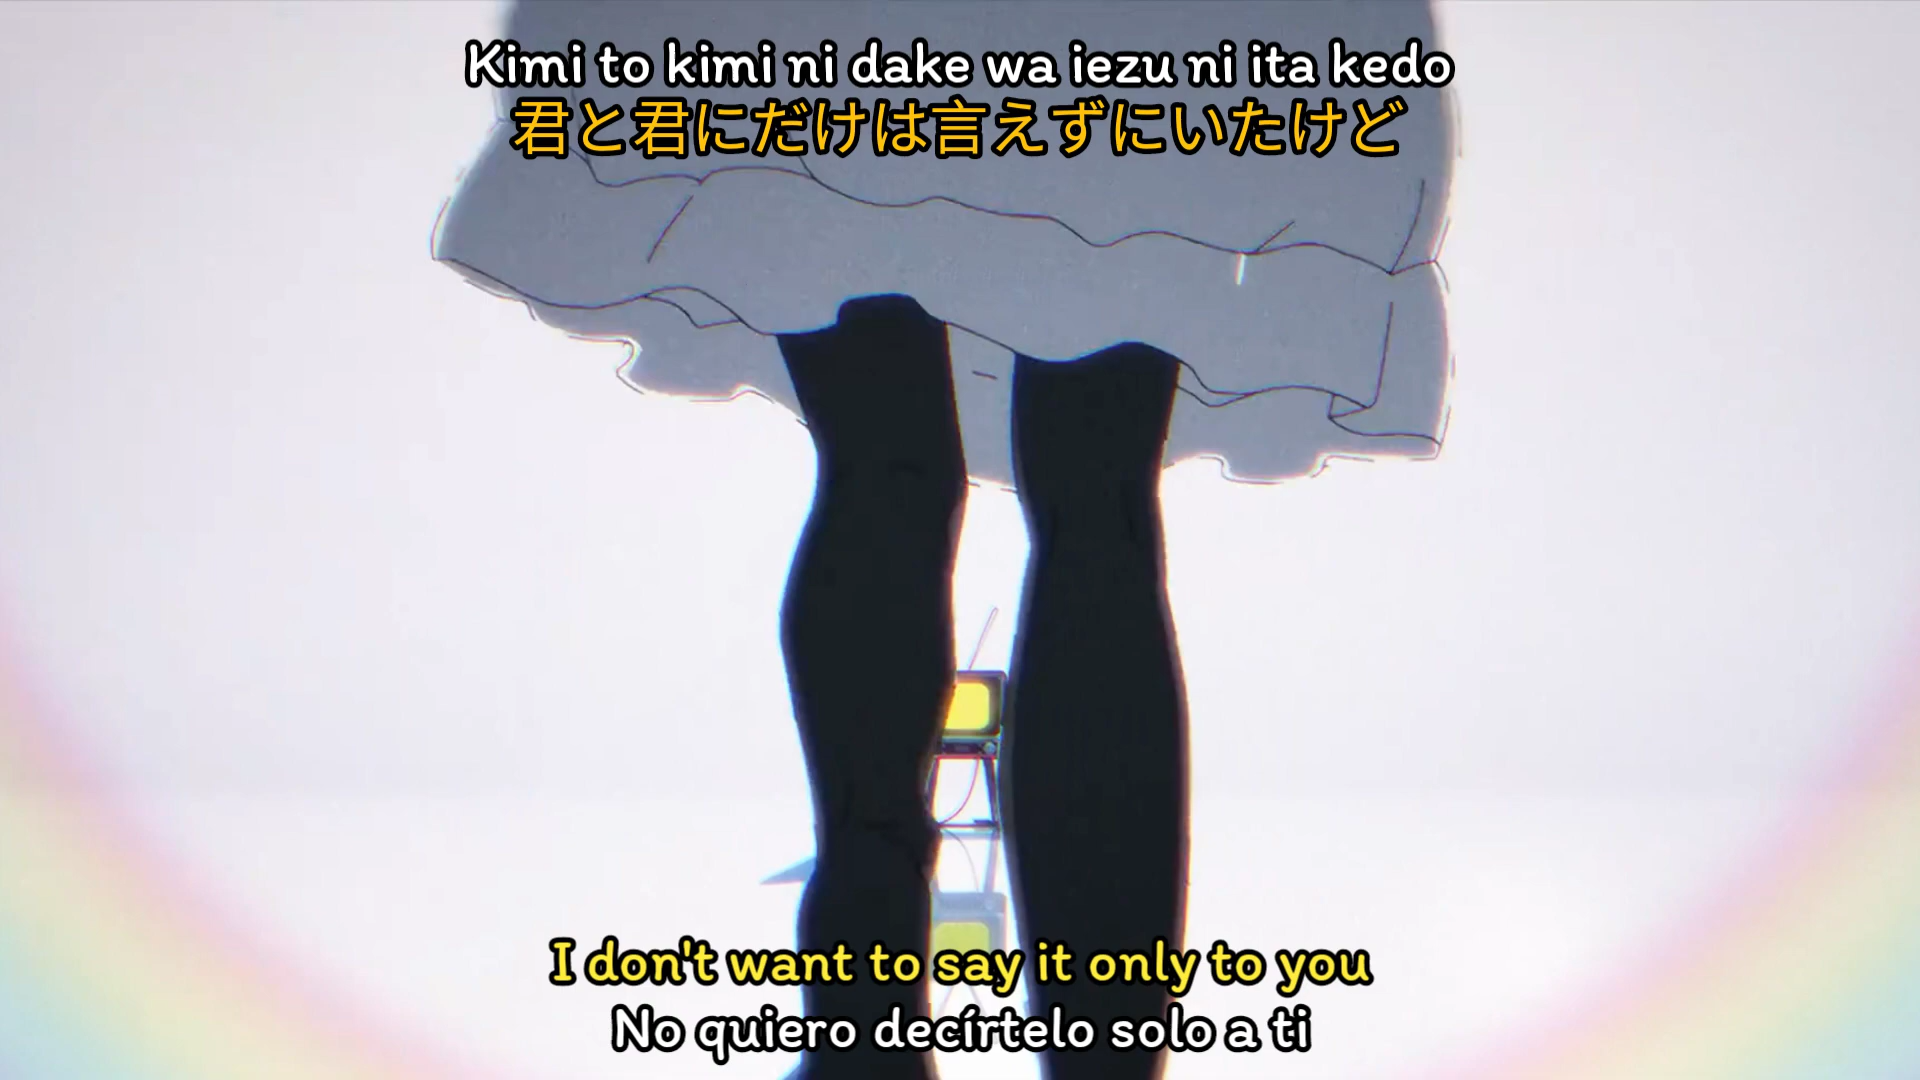 Kimi to kimi ni dake wa iezu ni ita kedo
君と君にだけは言えずにいたけど
I don't want to say it only to you
No quiero decírtelo solo a ti